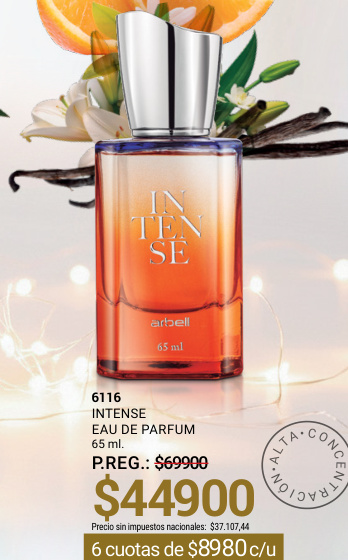 IN
TEN
SE
arbell
65 ml
6116
INTENSE
EAU DE PARFUM
65 ml.
P.REG.: $69900
$44900
Precio sin impuestos nacionales: $37.107,44
6 cuotas de $8980 c/u
ALTA • CONCENTRACIÓN •